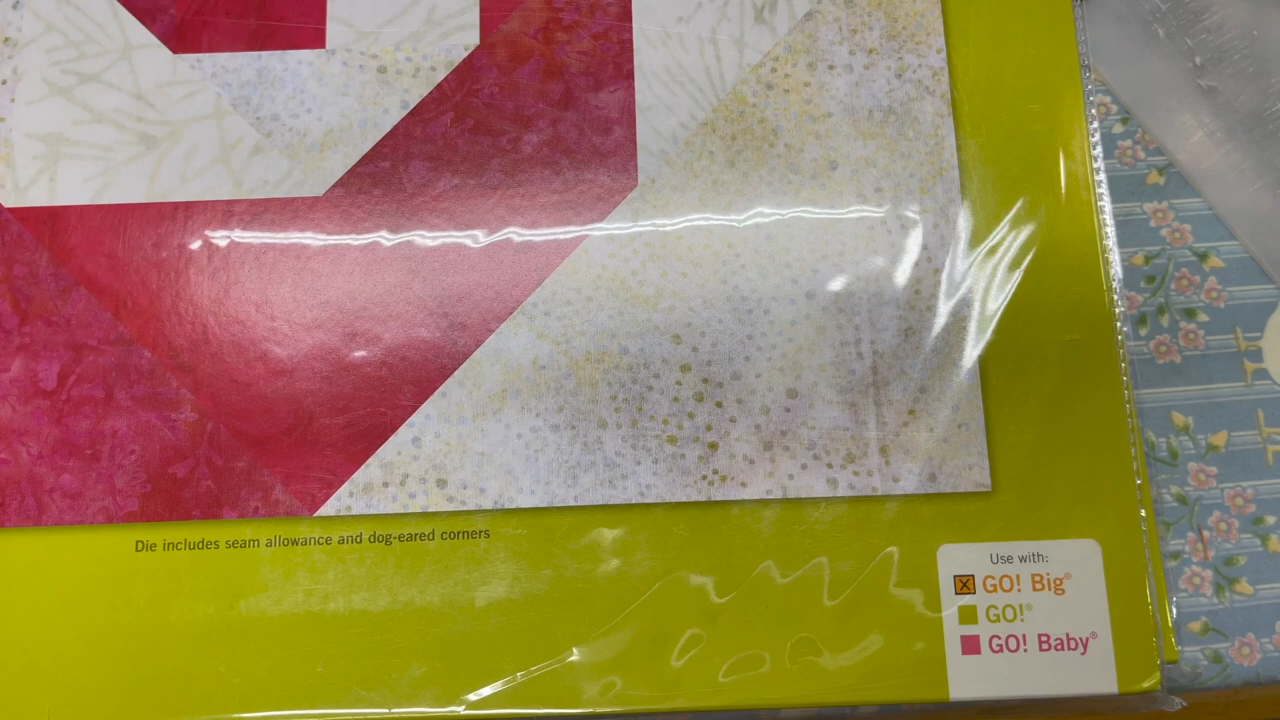 Die includes seam allowance and dog-eared corners
Use with:
X GO! Big®
GO!®
GO! Baby®